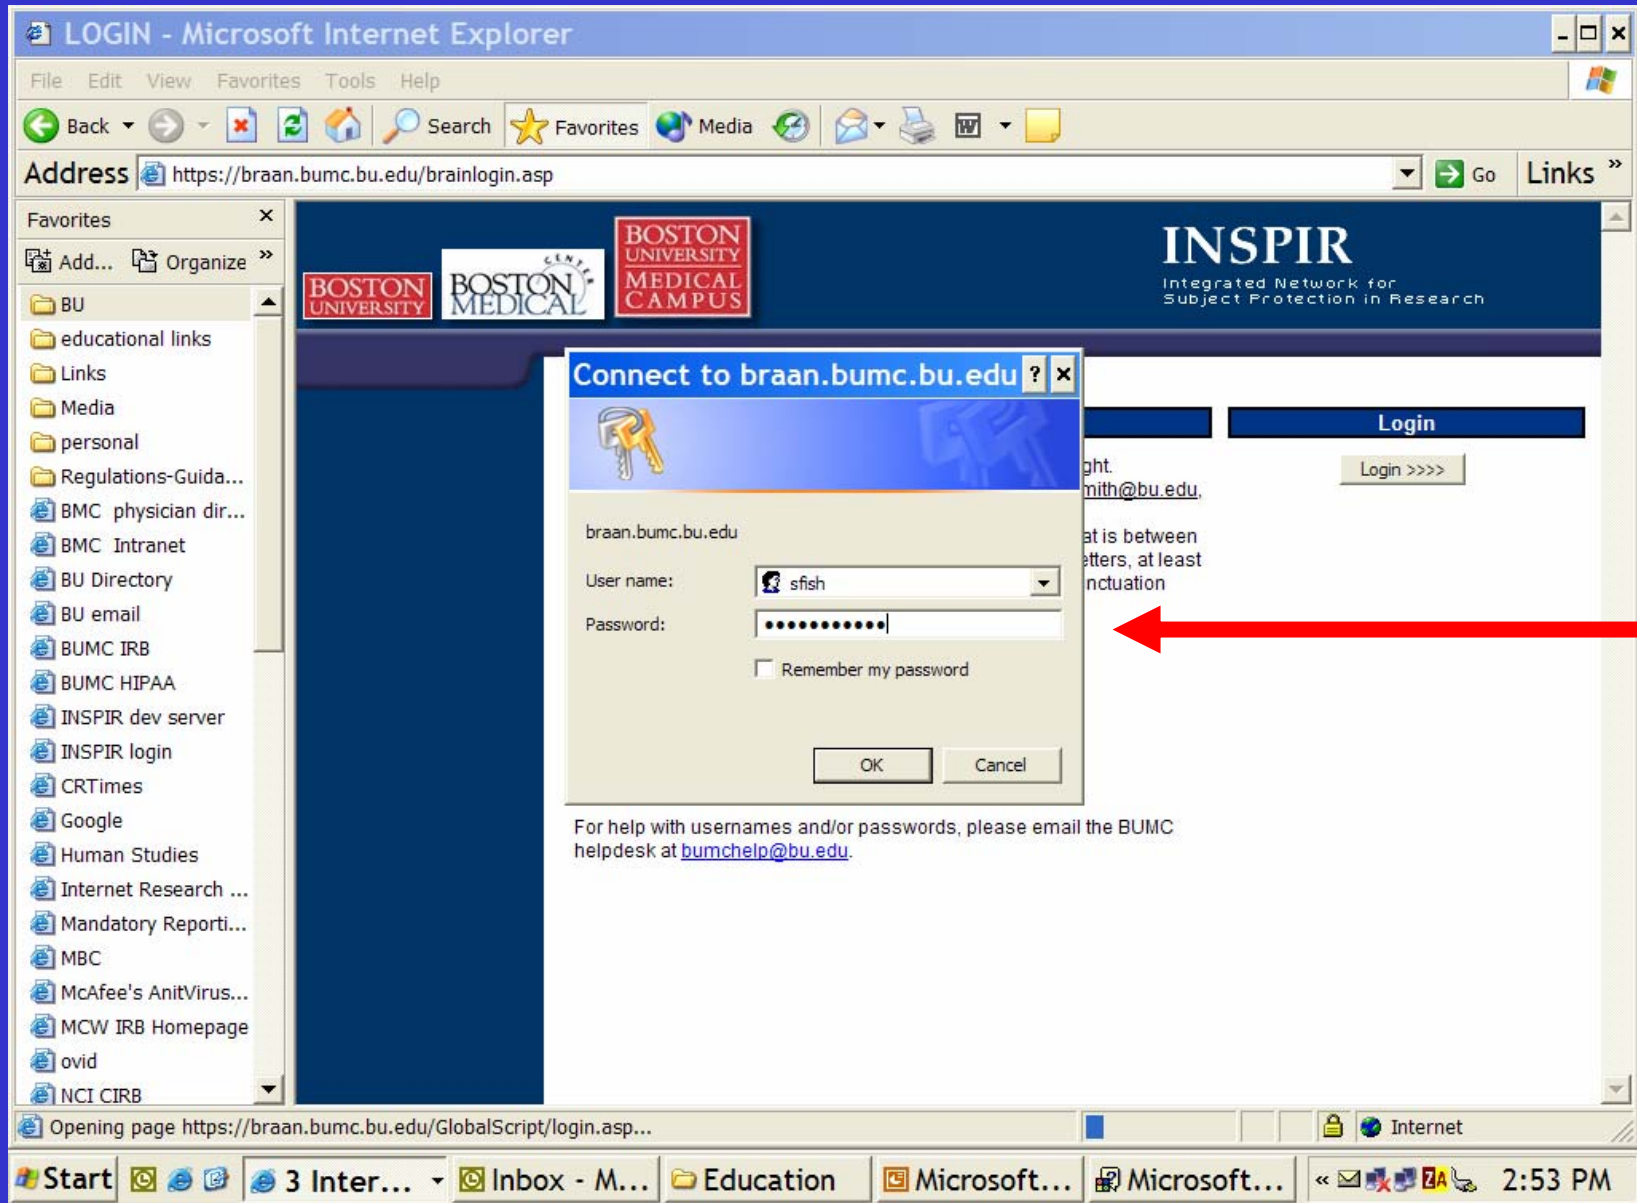 LOGIN - Microsoft Internet Explorer
File Edit View Favorites Tools Help
Back Search Favorites Media
Address https://braan.bumc.bu.edu/brainlogin.asp Go Links »
Favorites ×
Add... Organize »
BU
educational links
Links
Media
personal
Regulations-Guida...
BMC physician dir...
BMC Intranet
BU Directory
BU email
BUMC IRB
BUMC HIPAA
INSPIR dev server
INSPIR login
CRTimes
Google
Human Studies
Internet Research ...
Mandatory Reporti...
MBC
McAfee's AnitVirus...
MCW IRB Homepage
ovid
NCI CIRB
BOSTON
UNIVERSITY
BOSTON
MEDICAL
CENTER
BOSTON
UNIVERSITY
MEDICAL
CAMPUS
INSPIR
Integrated Network for
Subject Protection in Research
Connect to braan.bumc.bu.edu ? ×
braan.bumc.bu.edu
User name: sfish
Password: •••••••••••
Remember my password
OK Cancel
ght.
mith@bu.edu,
at is between
etters, at least
nctuation
Login
Login >>>>
For help with usernames and/or passwords, please email the BUMC
helpdesk at bumchelp@bu.edu.
Opening page https://braan.bumc.bu.edu/GlobalScript/login.asp... Internet
Start 3 Inter... Inbox - M... Education Microsoft... Microsoft... « ZA 2:53 PM